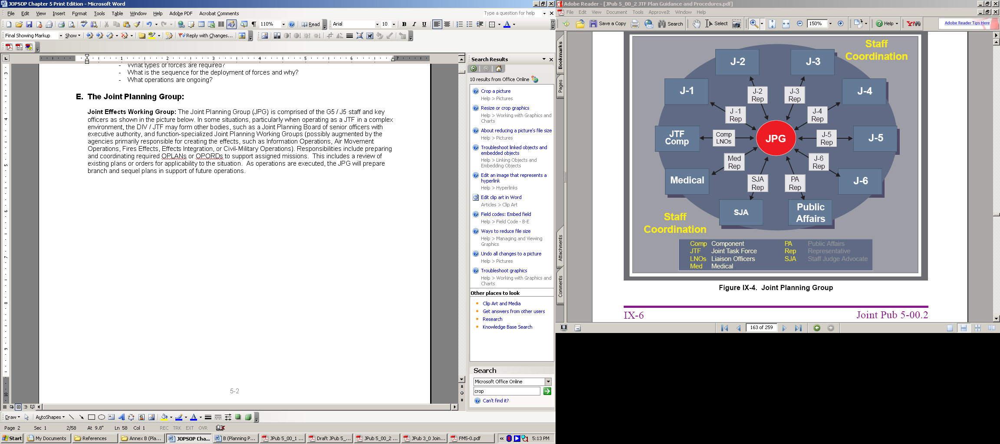 JOPSOP Chapter 5 Print Edition - Microsoft Word
File Edit View Insert Format Tools Table Window Help Adobe PDF Acrobat Comments
Type a question for help
110%
Read
Arial
10
B I U
Final Showing Markup
Show
Reply with Changes...
1 2 3 4 5 6 7
- What types of forces are required?
- What is the sequence for the deployment of forces and why?
- What operations are ongoing?
E. The Joint Planning Group:
Joint Effects Working Group: The Joint Planning Group (JPG) is comprised of the G5 / J5 staff and key
officers as shown in the picture below. In some situations, particularly when operating as a JTF in a complex
environment, the DIV / JTF may form other bodies, such as a Joint Planning Board of senior officers with
executive authority, and function-specialized Joint Planning Working Groups (possibly augmented by the
agencies primarily responsible for creating the effects, such as Information Operations, Air Movement
Operations, Fires Effects, Effects Integration, or Civil-Military Operations). Responsibilities include preparing
and coordinating required OPLANs or OPORDs to support assigned missions.  This includes a review of
existing plans or orders for applicability to the situation.  As operations are executed, the JPG will prepare
branch and sequel plans in support of future operations.
5-2
Search Results
10 results from Office Online
Crop a picture
Help > Pictures
Resize or crop graphics
Help > Working with Graphics and
Charts
About reducing a picture's file size
Help > Pictures
Troubleshoot linked objects and
embedded objects
Help > Linking Objects and
Embedding Objects
Edit an image that represents a
hyperlink
Help > Hyperlinks
Edit clip art in Word
Articles > Clip Art
Field codes: Embed field
Help > Field Code - B-E
Ways to reduce file size
Help > Managing and Viewing
Graphics
Undo all changes to a picture
Help > Pictures
Troubleshoot graphics
Help > Working with Graphics and
Charts
Other places to look
Clip Art and Media
Get answers from other users
Research
Knowledge Base Search
Search
Microsoft Office Online
crop
Can't find it?
Draw
AutoShapes
Page 2 Sec 1 2/58 At 9.8" Ln 58 Col 1 REC TRK EXT OVR
Start
My Documents
References
Annex B (Pla...
JOPSOP Cha...
B (Planning P...
JPub 5_00_1 ...
Draft JPub 5_...
JPub 5_00_2 ...
JPub 3_0 Join...
FM5-0.pdf
5:13 PM
Adobe Reader - [JPub 5_00_2 JTF Plan Guidance and Procedures.pdf]
File Edit View Document Tools ApproveIt Window Help
Save a Copy
Search
Select
150%
Help
Y!
Adobe Reader Tips Here
Bookmarks
Pages
Attachments
Comments
Staff
Coordination
J-2
J-3
J-1
J-4
J-2
Rep
J-3
Rep
J -1
Rep
J-4
Rep
JTF
Comp
Comp
LNOs
JPG
J-5
Rep
J-5
Med
Rep
J-6
Rep
Medical
SJA
Rep
PA
Rep
J-6
SJA
Public
Affairs
Staff
Coordination
Comp Component
JTF Joint Task Force
LNOs Liaison Officers
Med Medical
PA Public Affairs
Rep Representative
SJA Staff Judge Advocate
Figure IX-4.  Joint Planning Group
IX-6
Joint Pub 5-00.2
163 of 259